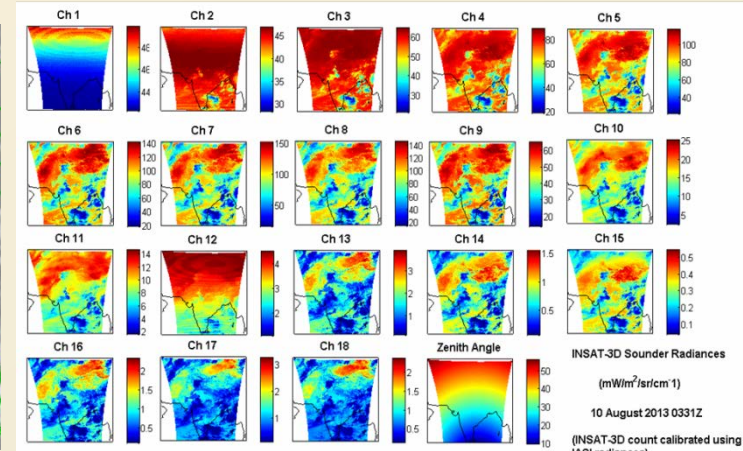 Ch 1 Ch 2 Ch 3 Ch 4 Ch 5
48 46 44
45 40 35 30
60 50 40 30
80 60 40 20
100 80 60 40
Ch 6 Ch 7 Ch 8 Ch 9 Ch 10
140 120 100 80 60 40 20
150 100 50
140 120 100 80 60 40 20
60 50 40 30 20
25 20 15 10 5
Ch 11 Ch 12 Ch 13 Ch 14 Ch 15
14 12 10 8 6 4 2
4 3 2 1
3 2 1
1.5 1 0.5
0.5 0.4 0.3 0.2 0.1
Ch 16 Ch 17 Ch 18 Zenith Angle
2 1.5 1 0.5
3 2 1
2 1.5 1 0.5
50 40 30 20 10
INSAT-3D Sounder Radiances
(mW/m²/sr/cm⁻¹)
10 August 2013 0331Z
(INSAT-3D count calibrated using